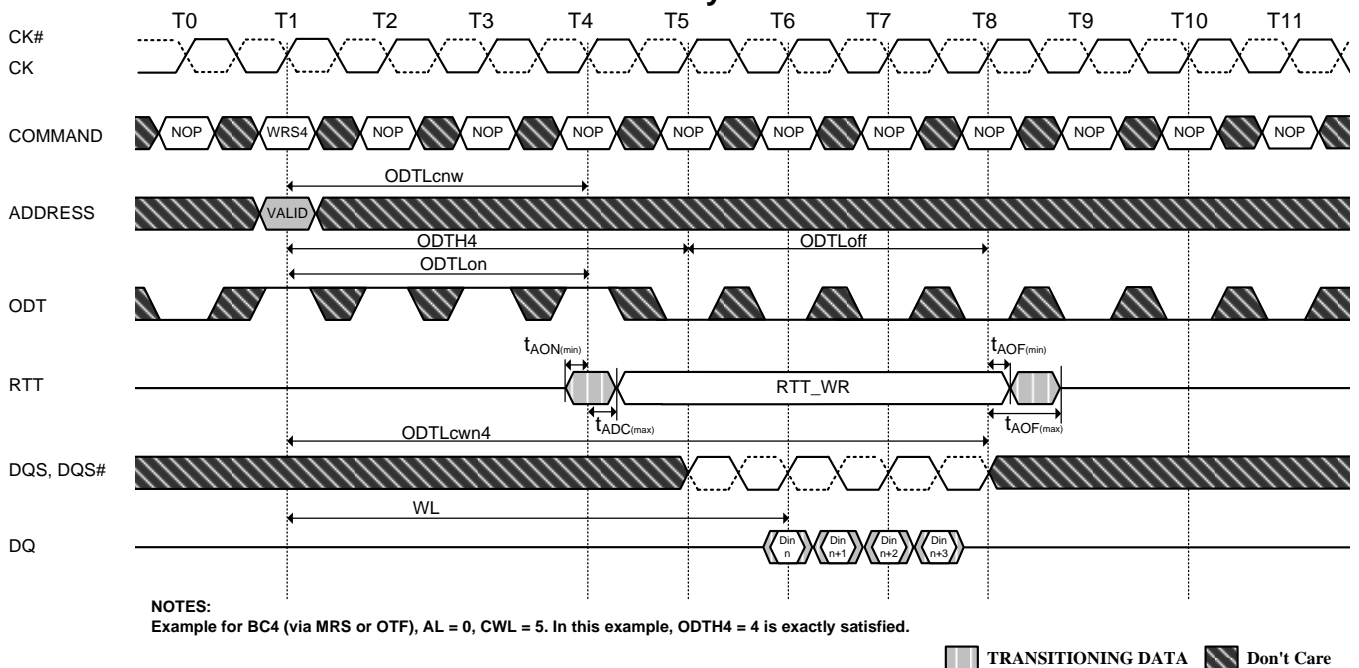 T0 T1 T2 T3 T4 T5 T6 T7 T8 T9 T10 T11
CK#
CK
COMMAND NOP WRS4 NOP NOP NOP NOP NOP NOP NOP NOP NOP NOP
ODTLcnw
ADDRESS VALID
ODTH4 ODTLoff
ODTLon
ODT
tAON(min) tAOF(min)
RTT RTT_WR
tADC(max) tAOF(max)
ODTLcwn4
DQS, DQS#
WL
DQ Din n Din n+1 Din n+2 Din n+3
NOTES:
Example for BC4 (via MRS or OTF), AL = 0, CWL = 5. In this example, ODTH4 = 4 is exactly satisfied.
TRANSITIONING DATA Don't Care